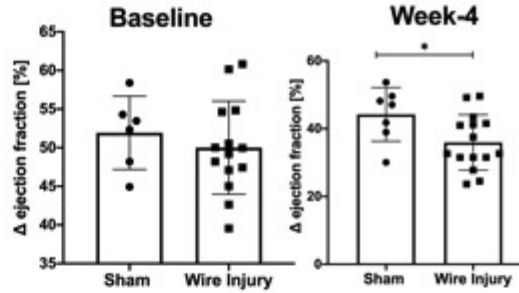 Baseline
Δ ejection fraction [%]
65
60
55
50
45
40
35
Sham
Wire Injury
Week-4
*
Δ ejection fraction [%]
60
40
20
0
Sham
Wire Injury